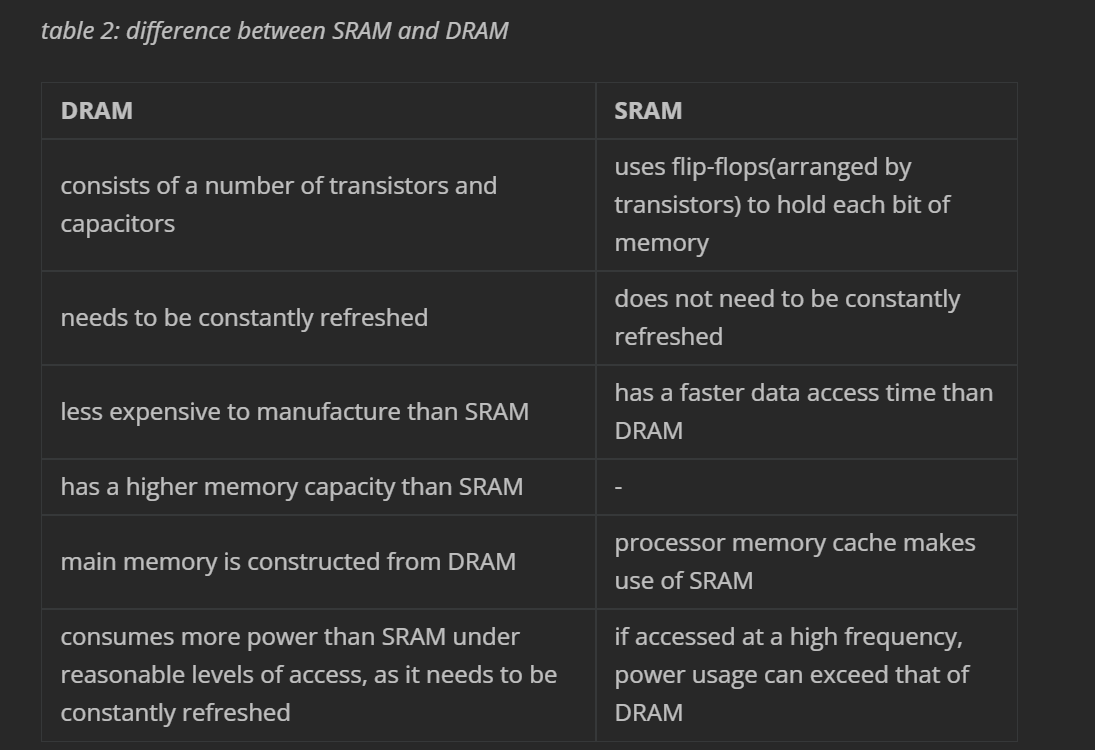 table 2: difference between SRAM and DRAM
DRAM
SRAM
consists of a number of transistors and
capacitors
uses flip-flops(arranged by
transistors) to hold each bit of
memory
needs to be constantly refreshed
does not need to be constantly
refreshed
less expensive to manufacture than SRAM
has a faster data access time than
DRAM
has a higher memory capacity than SRAM
-
main memory is constructed from DRAM
processor memory cache makes
use of SRAM
consumes more power than SRAM under
reasonable levels of access, as it needs to be
constantly refreshed
if accessed at a high frequency,
power usage can exceed that of
DRAM